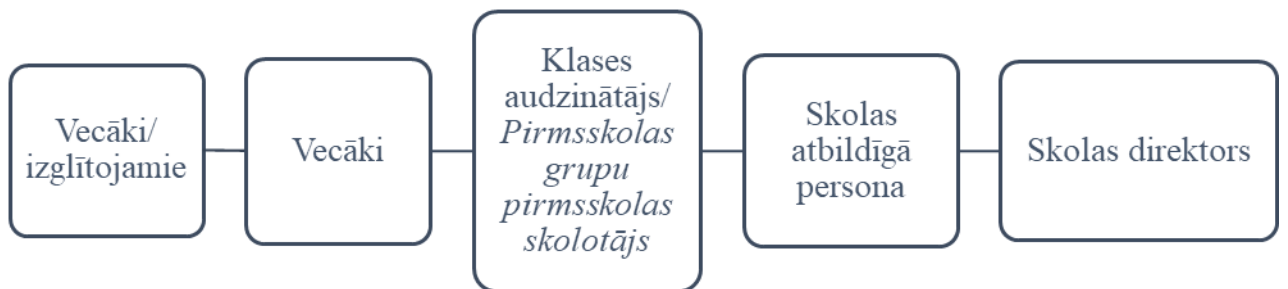 Vecāki/
izglītojamie
Vecāki
Klases
audzinātājs/
Pirmsskolas
grupu
pirmsskolas
skolotājs
Skolas
atbildīgā
persona
Skolas direktors